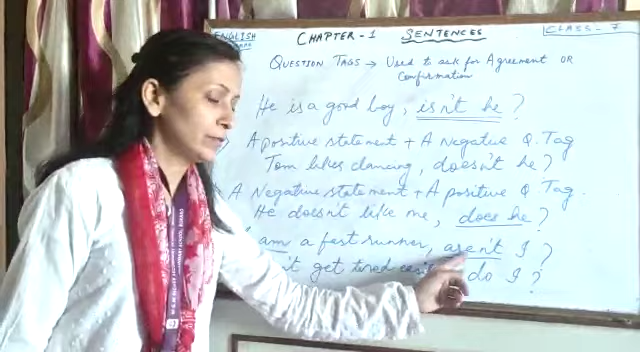 ENGLISH
CHAPTER-1 SENTENCES
CLASS-7
QUESTION TAGS → Used to ask for Agreement OR
Confirmation
He is a good boy, isn't he ?
A positive statement + A Negative Q. Tag
Tom likes dancing, doesn't he?
A Negative statement + A positive Q. Tag.
He doesn't like me, does he?
am a fast runner, aren't I ?
get tired do I ?